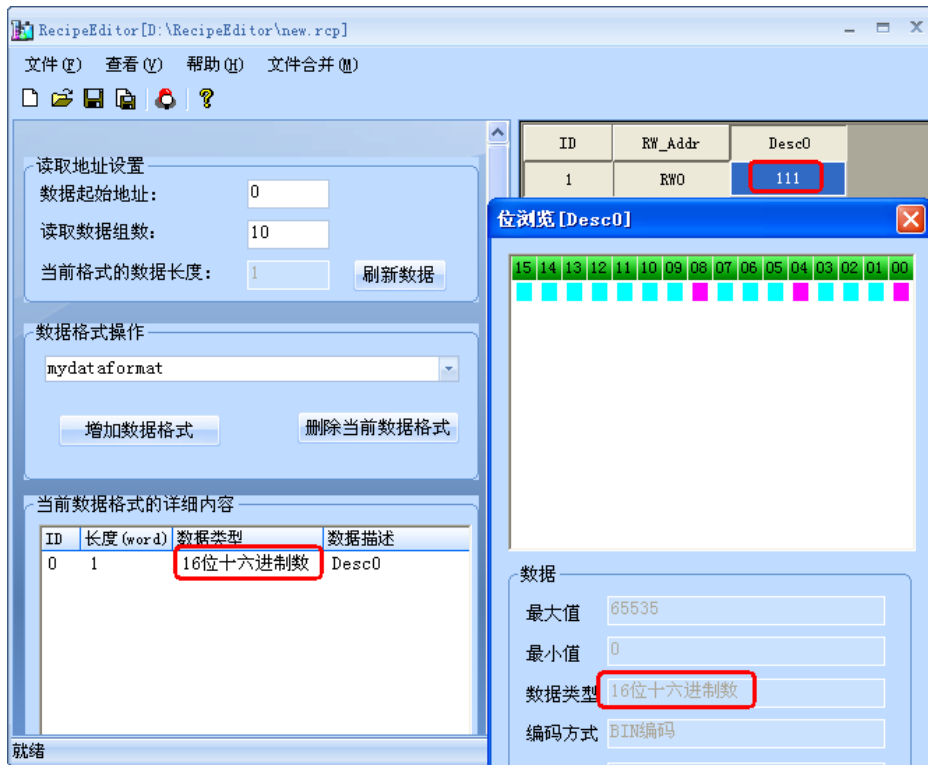 RecipeEditor[D:\RecipeEditor\new.rcp]
文件(F) 查看(V) 帮助(H) 文件合并(M)
读取地址设置
数据起始地址: 0
读取数据组数: 10
当前格式的数据长度: 1 刷新数据
数据格式操作
mydataformat
增加数据格式 删除当前数据格式
当前数据格式的详细内容
ID 长度(word) 数据类型 数据描述
0 1 16位十六进制数 Desc0
就绪
ID RW_Addr Desc0
1 RW0 111
位浏览[Desc0]
15 14 13 12 11 10 09 08 07 06 05 04 03 02 01 00
数据
最大值 65535
最小值 0
数据类型 16位十六进制数
编码方式 BIN编码